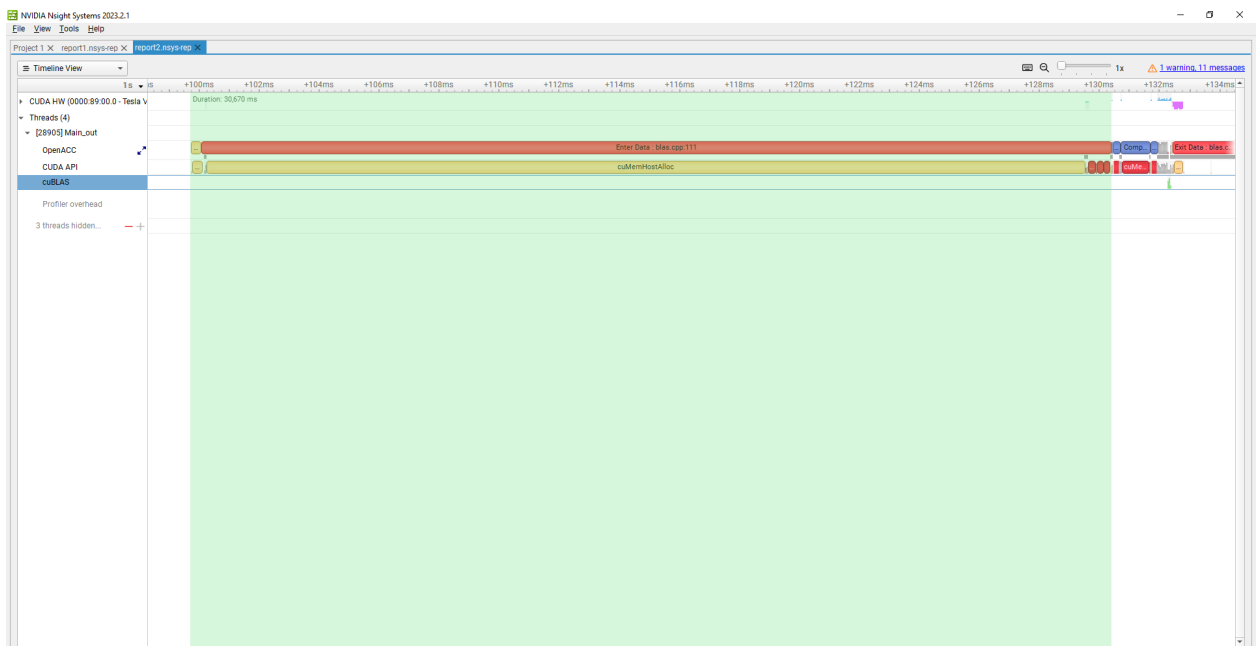 NVIDIA Nsight Systems 2023.2.1
File View Tools Help
Project 1 report1.nsys-rep report2.nsys-rep
Timeline View 1x 1 warning, 11 messages
1s +100ms +102ms +104ms +106ms +108ms +110ms +112ms +114ms +116ms +118ms +120ms +122ms +124ms +126ms +128ms +130ms +132ms +134ms
CUDA HW (0000:89:00.0 - Tesla V
Duration: 30,670 ms
Threads (4)
[28905] Main_out
OpenACC ... Enter Data : blas.cpp:111 ... Comp... ... Exit Data : blas.c
CUDA API ... cuMemHostAlloc cuMe... ...
cuBLAS
Profiler overhead
3 threads hidden...